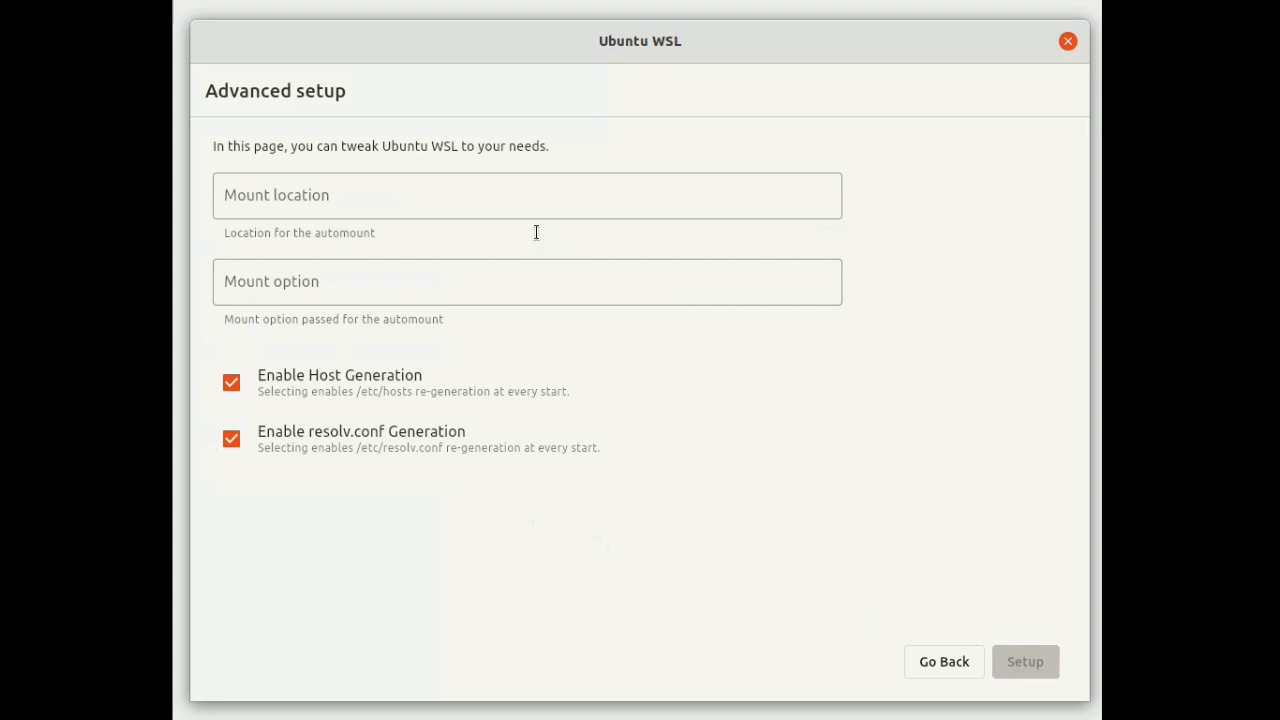 Ubuntu WSL
Advanced setup
In this page, you can tweak Ubuntu WSL to your needs.
Mount location
Location for the automount
Mount option
Mount option passed for the automount
Enable Host Generation
Selecting enables /etc/hosts re-generation at every start.
Enable resolv.conf Generation
Selecting enables /etc/resolv.conf re-generation at every start.
Go Back
Setup